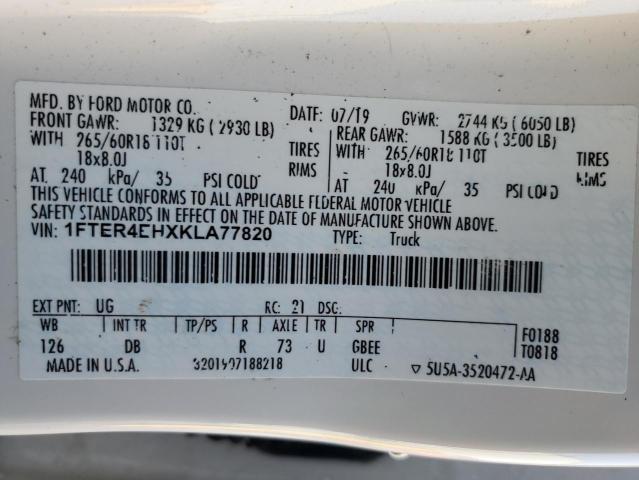 MFD. BY FORD MOTOR CO.
DATE: 07/19 GVWR: 2744 KG ( 6050 LB)
FRONT GAWR: 1329 KG ( 2930 LB)
REAR GAWR: 1588 KG ( 3500 LB)
WITH 265/60R18 110T TIRES
WITH 265/60R18 110T TIRES
18x8.0J RIMS
18x8.0J RIMS
AT 240 kPa/ 35 PSI COLD
AT 240 kPa/ 35 PSI COLD
THIS VEHICLE CONFORMS TO ALL APPLICABLE FEDERAL MOTOR VEHICLE
SAFETY STANDARDS IN EFFECT ON THE DATE OF MANUFACTURE SHOWN ABOVE.
VIN: 1FTER4EHXKLA77820
TYPE: Truck
EXT PNT: UG RC: 21 DSO:
WB INT TR TP/PS R AXLE TR SPR
126 DB R 73 U GBEE
F0188
T0818
MADE IN U.S.A. 3201907188218 ULC ▽ 5U5A-3520472-AA